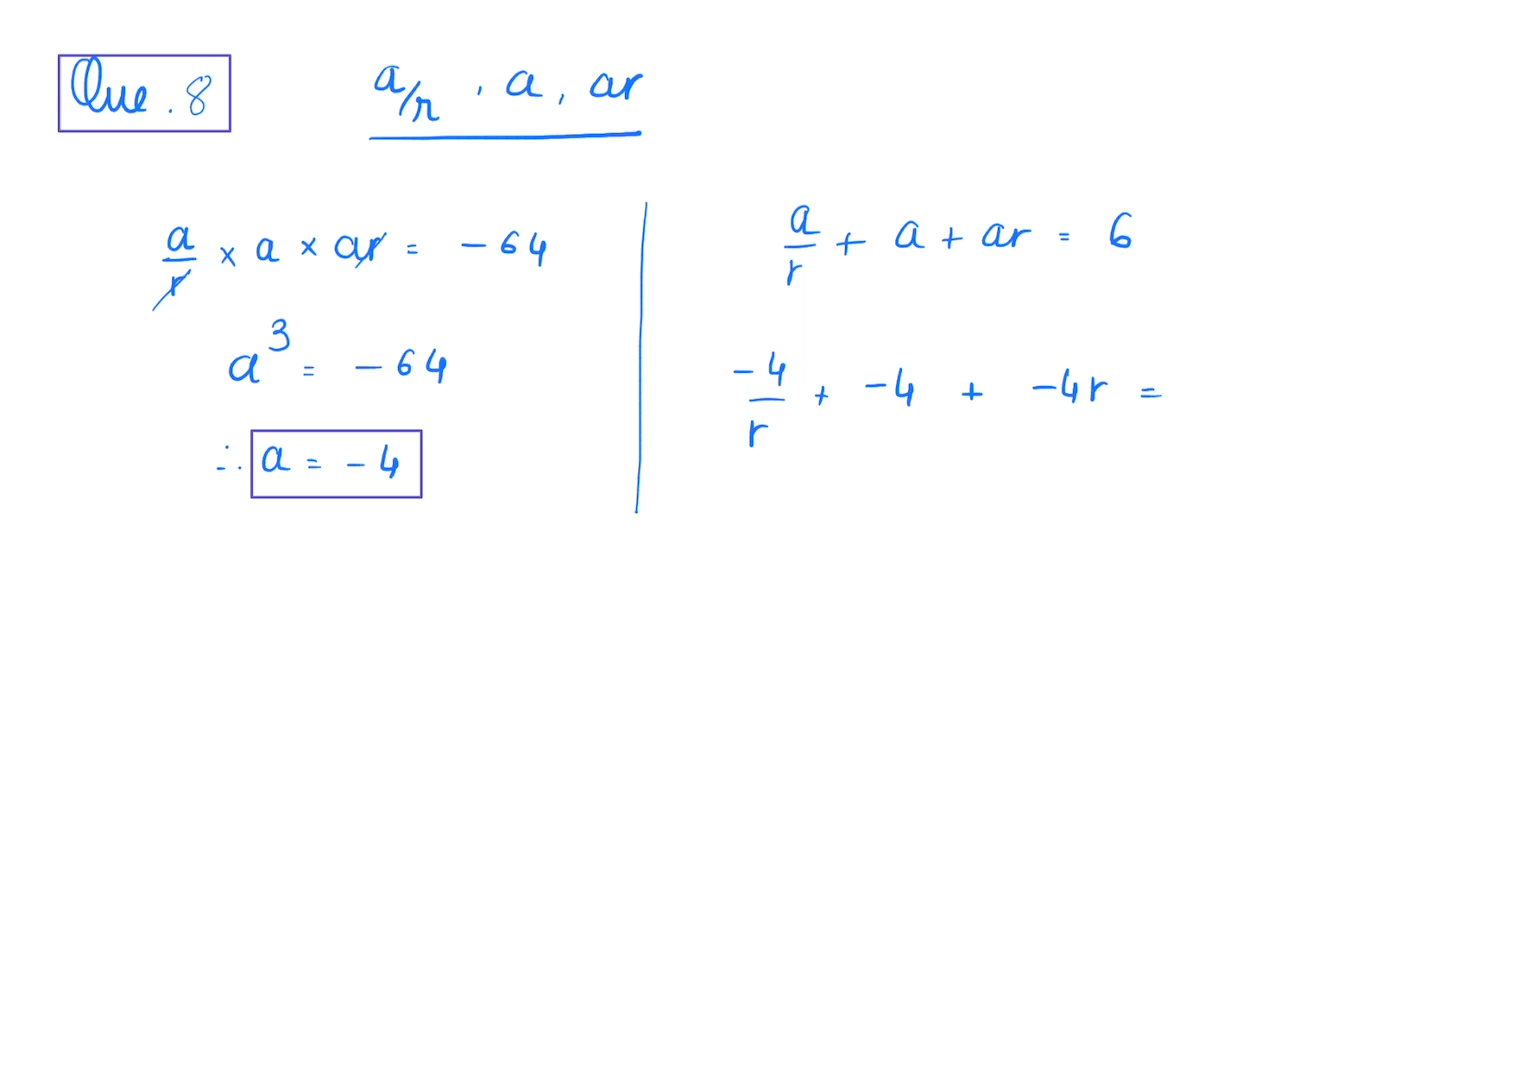 Que. 8
a/r , a, ar
a/r × a × ar = -64
a³ = -64
∴ a = -4
a/r + a + ar = 6
-4/r + -4 + -4r =